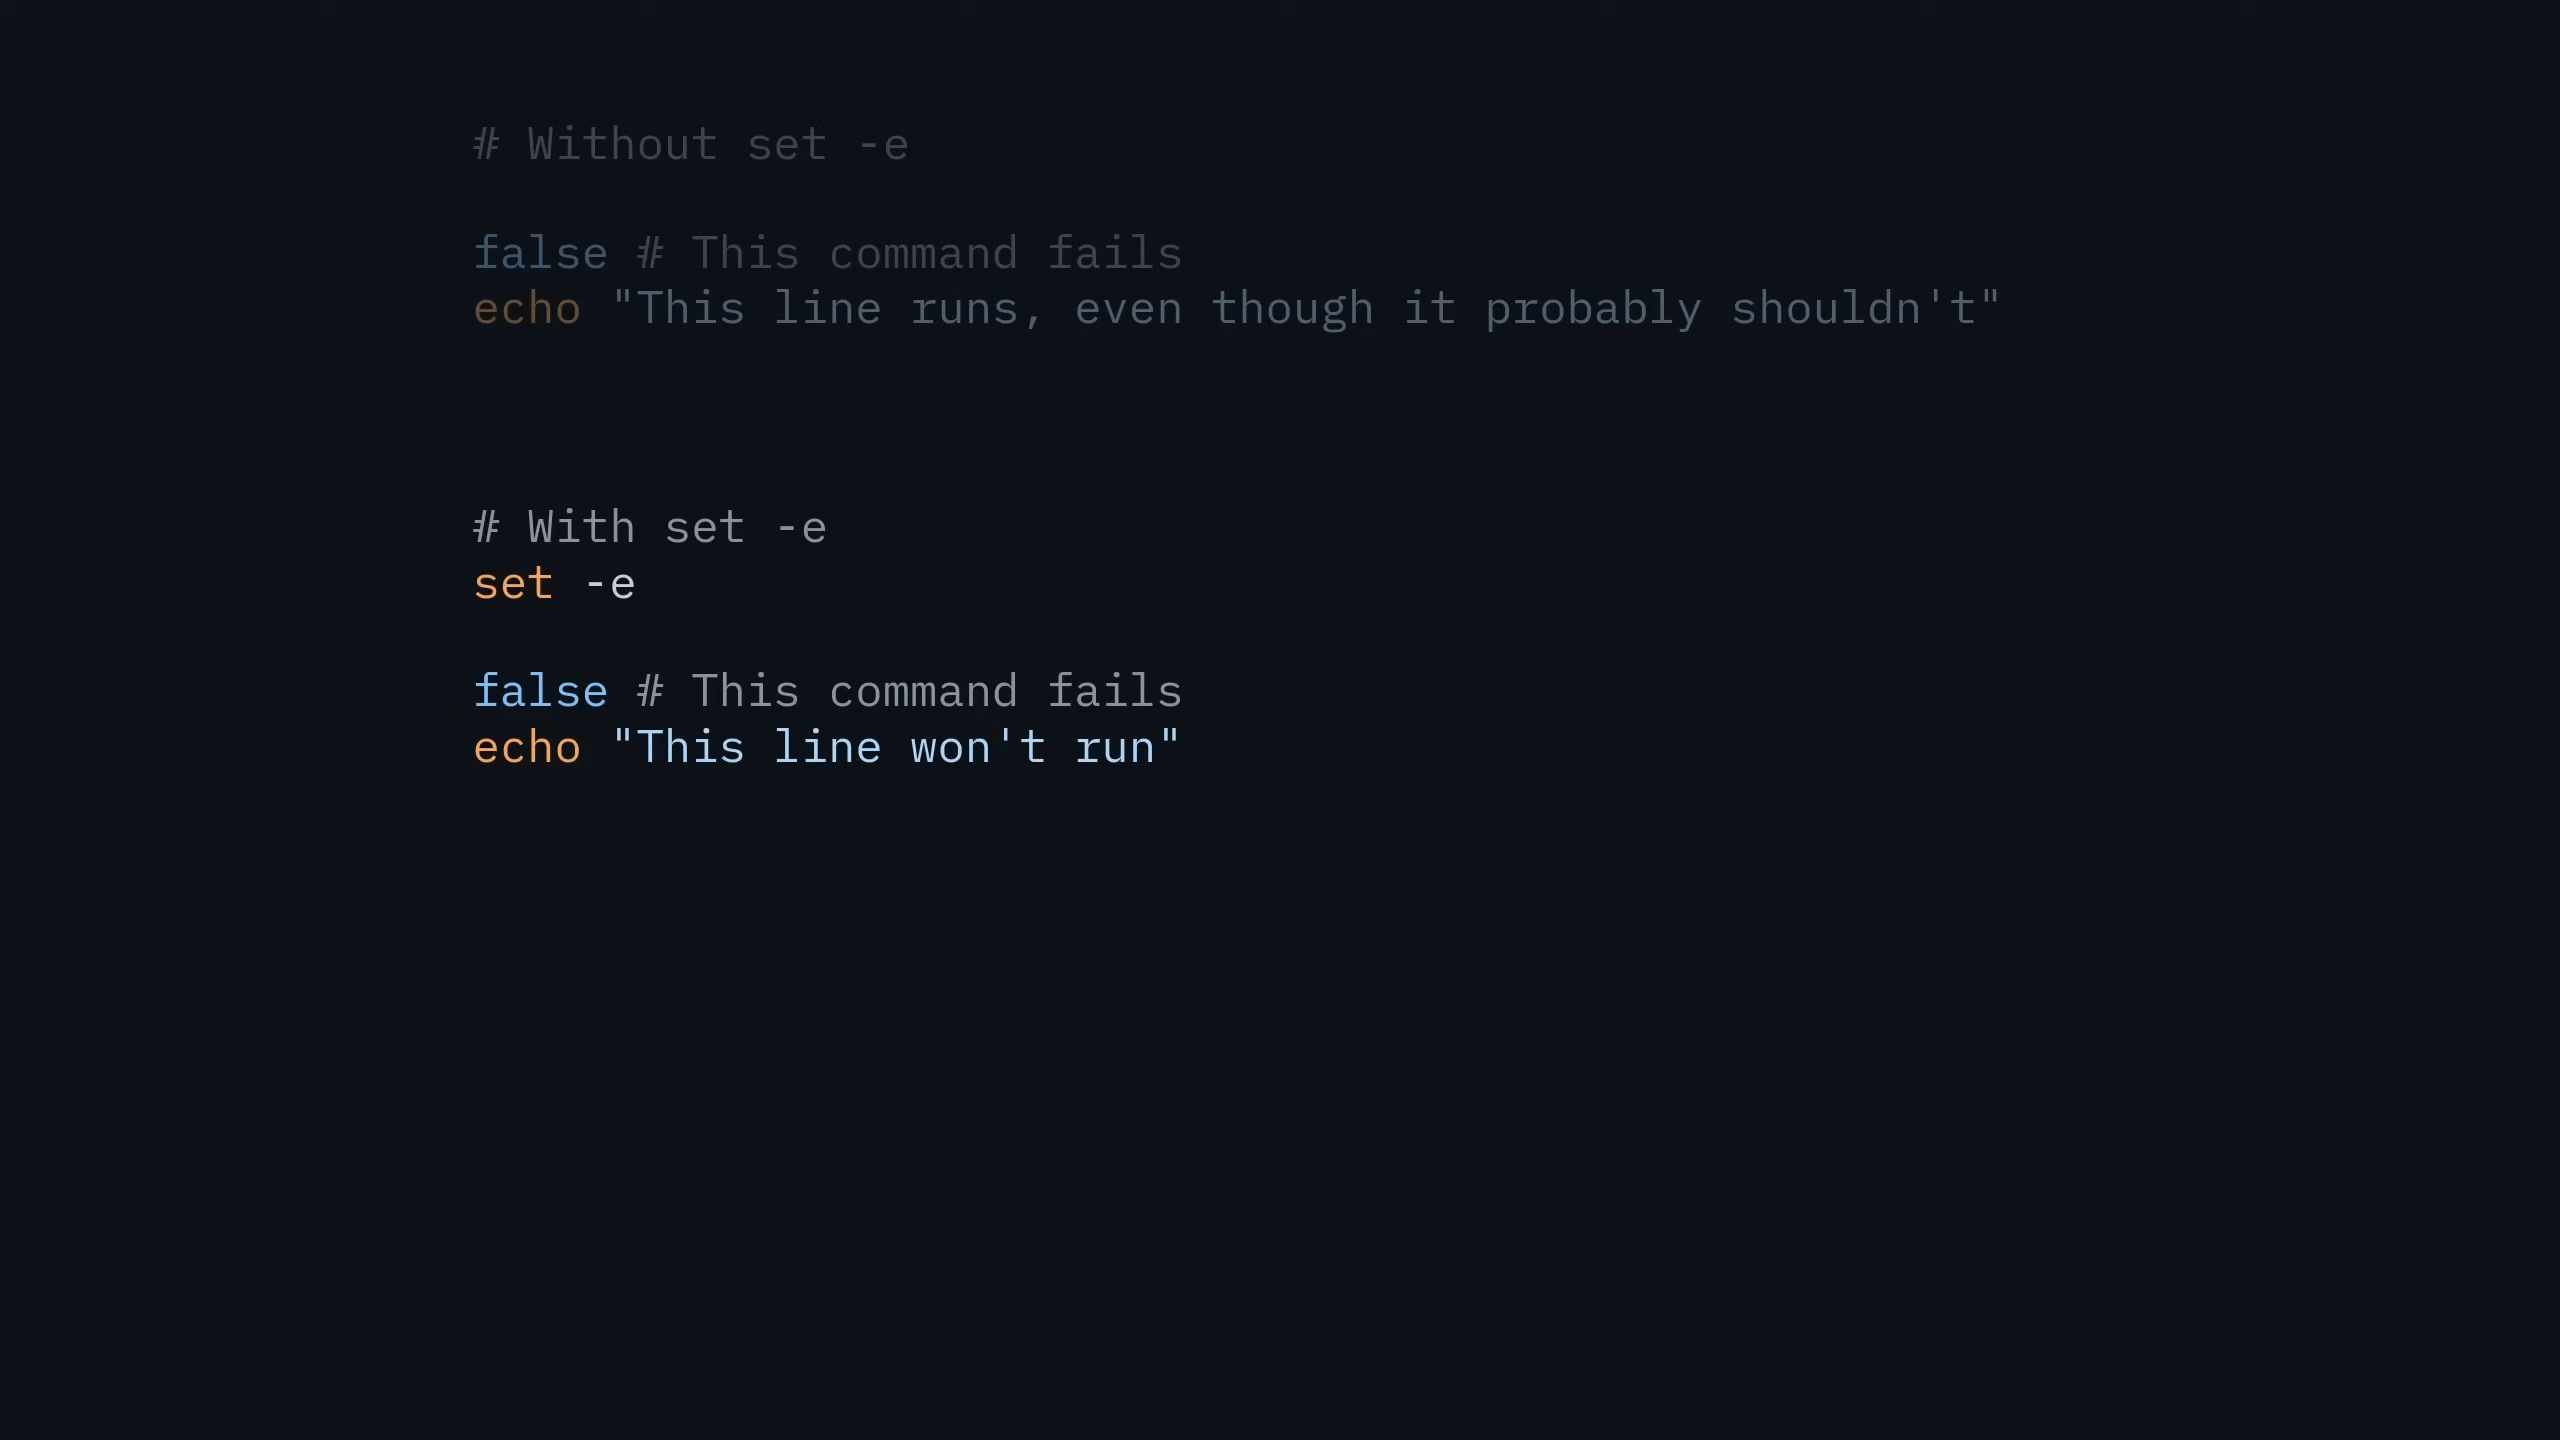 # Without set -e
false # This command fails
echo "This line runs, even though it probably shouldn't"
# With set -e
set -e
false # This command fails
echo "This line won't run"